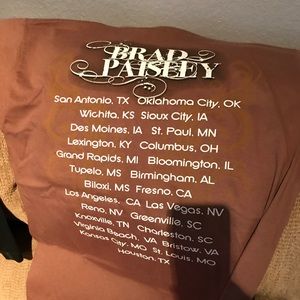 BRAD
PAISLEY
San Antonio, TX Oklahoma City, OK
Wichita, KS Sioux City, IA
Des Moines, IA St. Paul, MN
Lexington, KY Columbus, OH
Grand Rapids, MI Bloomington, IL
Tupelo, MS Birmingham, AL
Biloxi, MS Fresno, CA
Los Angeles, CA Las Vegas, NV
Reno, NV Greenville, SC
Knoxville, TN Charleston, SC
Virginia Beach, VA Bristow, VA
Kansas City, MO St. Louis, MO
Houston, TX